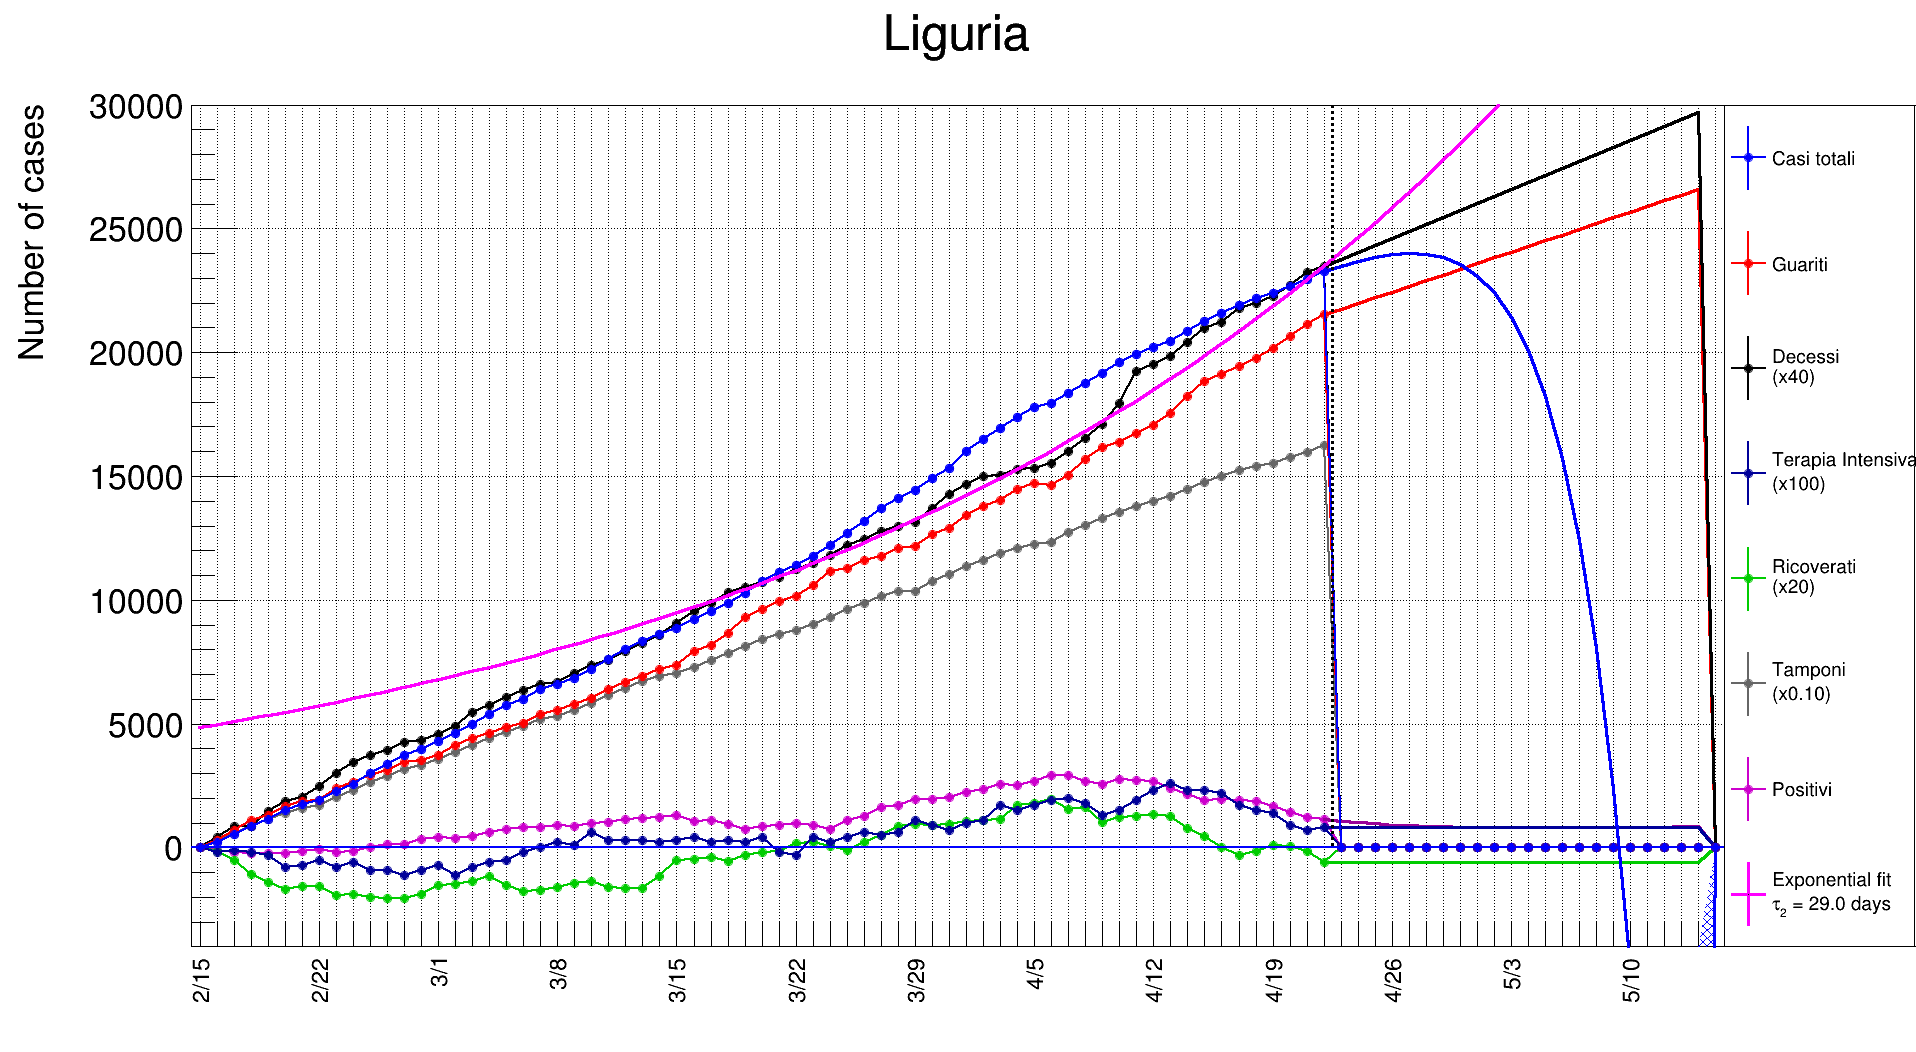 Liguria
Number of cases
30000
25000
20000
15000
10000
5000
0
2/15
2/22
3/1
3/8
3/15
3/22
3/29
4/5
4/12
4/19
4/26
5/3
5/10
Casi totali
Guariti
Decessi
(x40)
Terapia Intensiva
(x100)
Ricoverati
(x20)
Tamponi
(x0.10)
Positivi
Exponential fit
τ2 = 29.0 days